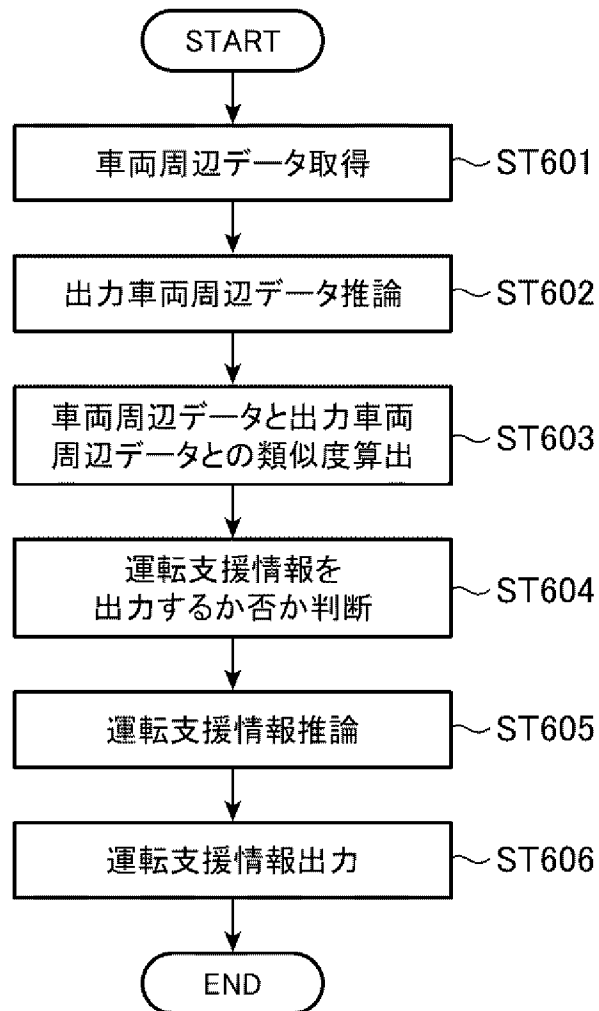 START
車両周辺データ取得
ST601
出力車両周辺データ推論
ST602
車両周辺データと出力車両
周辺データとの類似度算出
ST603
運転支援情報を
出力するか否か判断
ST604
運転支援情報推論
ST605
運転支援情報出力
ST606
END